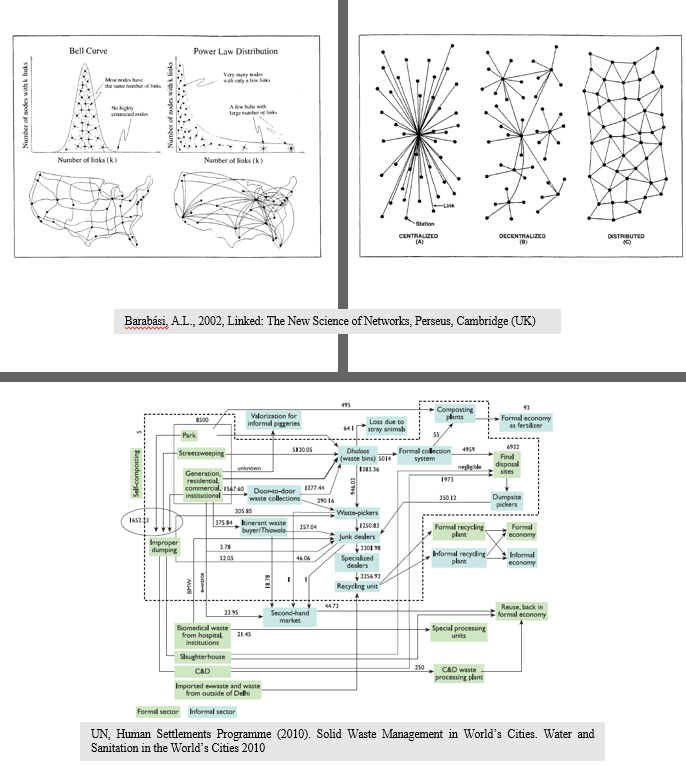 Bell Curve
Number of nodes with k links
Most nodes have
the same number of links
No highly
connected nodes
Number of links (k)
Power Law Distribution
Number of nodes with k links
Very many nodes
with only a few links
A few hubs with
large number of links
Number of links (k)
Link
Station
CENTRALIZED
(A)
DECENTRALIZED
(B)
DISTRIBUTED
(C)
Barabási, A.L., 2002, Linked: The New Science of Networks, Perseus, Cambridge (UK)
495
8500
Valorization for
informal piggeries
64.1
Loss due to
stray animals
Composting
plants
93
Formal economy
as fertilizer
55
5
Park
Streetsweeping
5130.05
Dhalaos
(waste bins)
5014
Formal collection
system
4959
6932
Final
disposal
sites
Self-composting
unknown
1383.36
negligible
Generation,
residential,
commercial,
institutional
1567.60
Door-to-door
waste collections
1277.44
290.16
946.03
1973
350.12
Dumpsite
pickers
305.85
Waste-pickers
1652.33
375.84
Itinerant waste
buyer/Thiawala
357.04
1250.83
Junk dealers
Formal recycling
plant
Formal
economy
Improper
dumping
3.78
52.05
46.06
2301.98
Specialized
dealers
Informal recycling
plant
Informal
economy
BMW
e-waste
18.78
2256.92
Recycling unit
23.95
Second-hand
market
44.73
Reuse, back in
formal economy
Biomedical waste
from hospital,
institutions
21.45
Special processing
units
Slaughterhouse
C&D
250
C&D waste
processing plant
Imported e-waste and waste
from outside of Delhi
Formal sector
Informal sector
UN, Human Settlements Programme (2010). Solid Waste Management in World's Cities. Water and
Sanitation in the World's Cities 2010